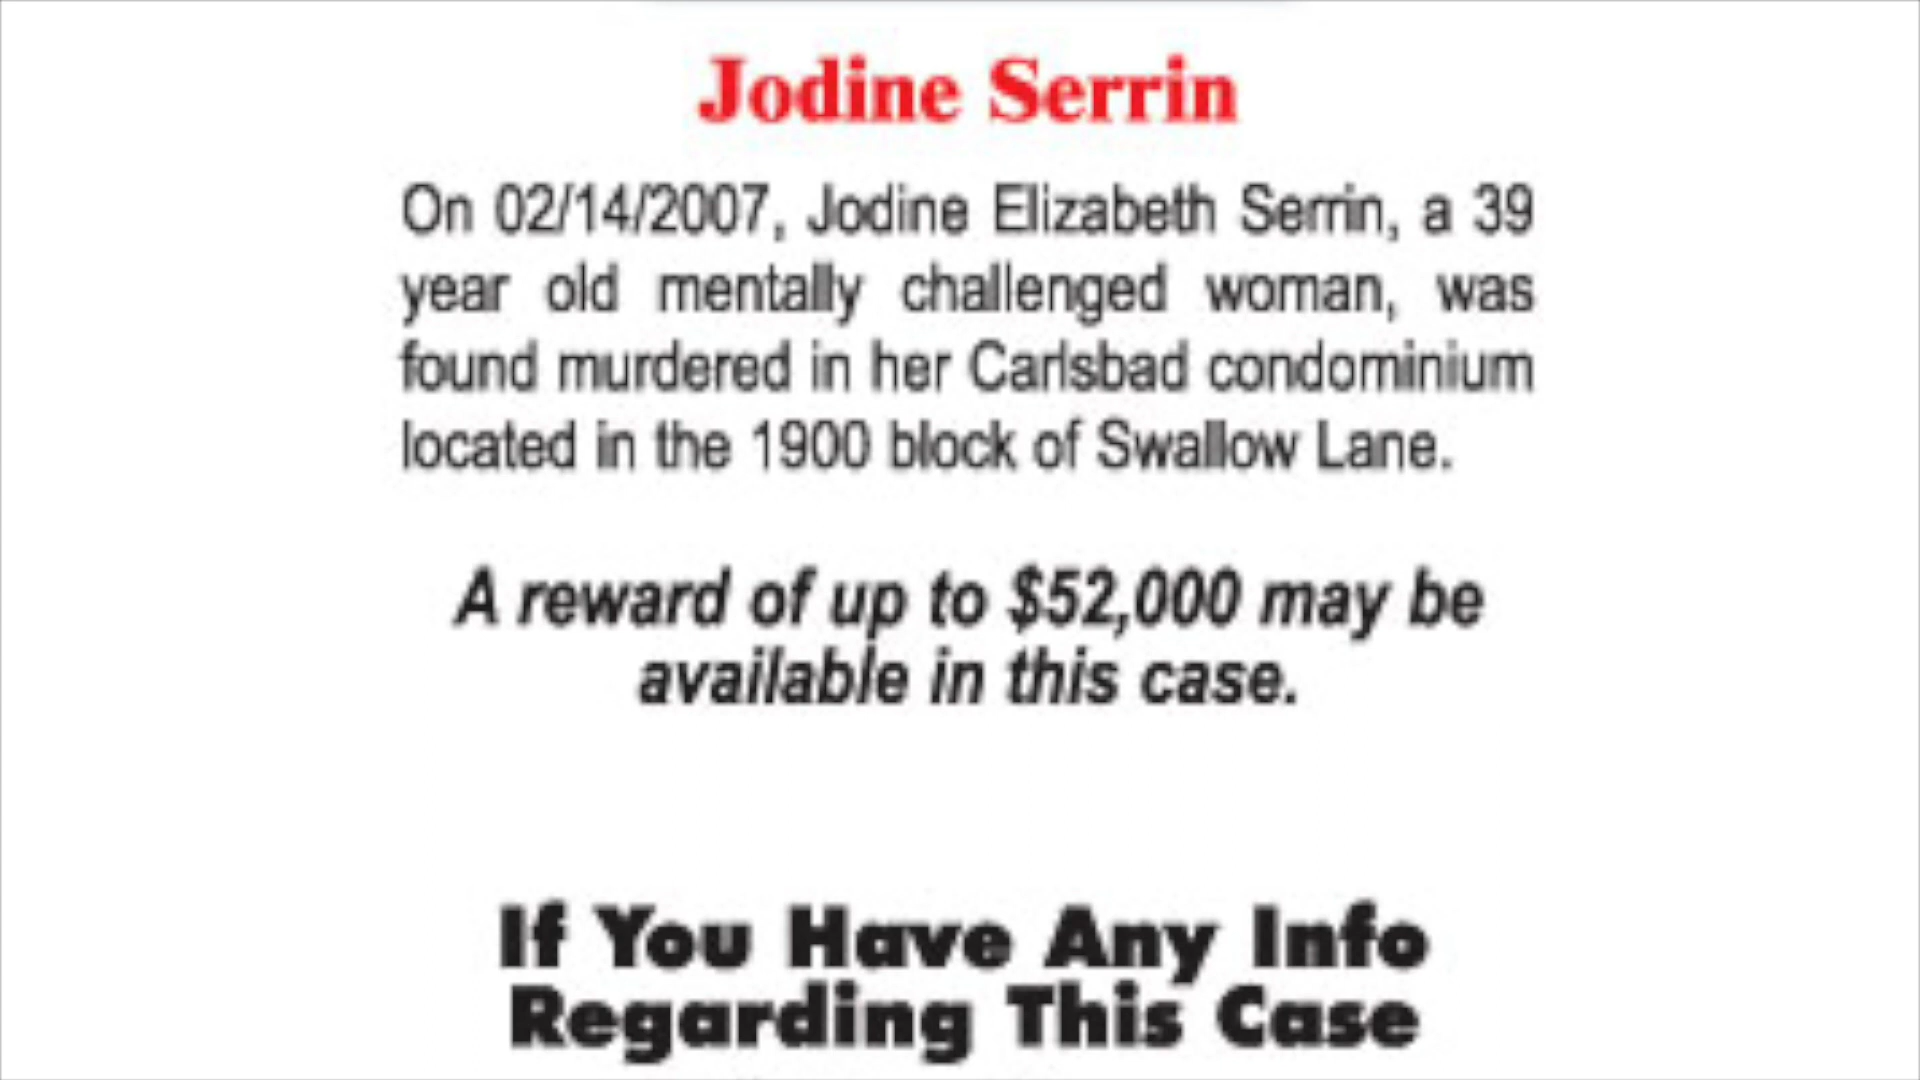 Jodine Serrin
On 02/14/2007, Jodine Elizabeth Serrin, a 39
year old mentally challenged woman, was
found murdered in her Carlsbad condominium
located in the 1900 block of Swallow Lane.
A reward of up to $52,000 may be
available in this case.
If You Have Any Info
Regarding This Case